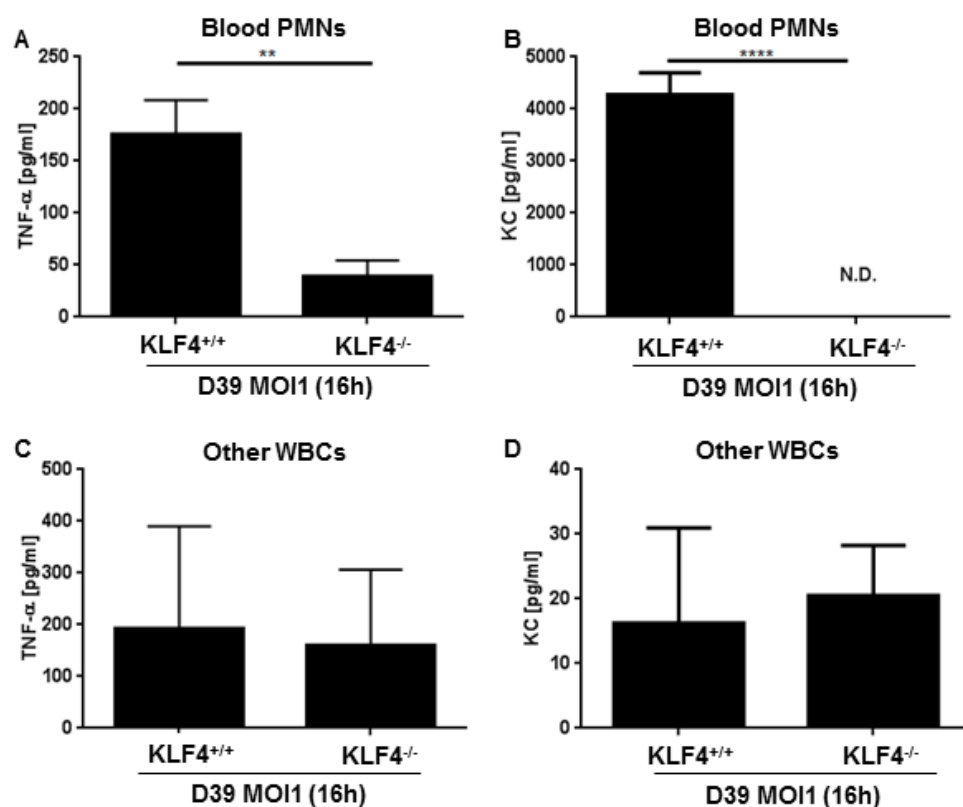 A
Blood PMNs
**
250
200
150
100
50
0
TNF-α [pg/ml]
KLF4+/+ KLF4-/-
D39 MOI1 (16h)
B
Blood PMNs
****
5000
4000
3000
2000
1000
0
KC [pg/ml]
N.D.
KLF4+/+ KLF4-/-
D39 MOI1 (16h)
C
Other WBCs
500
400
300
200
100
0
TNF-α [pg/ml]
KLF4+/+ KLF4-/-
D39 MOI1 (16h)
D
Other WBCs
40
30
20
10
0
KC [pg/ml]
KLF4+/+ KLF4-/-
D39 MOI1 (16h)